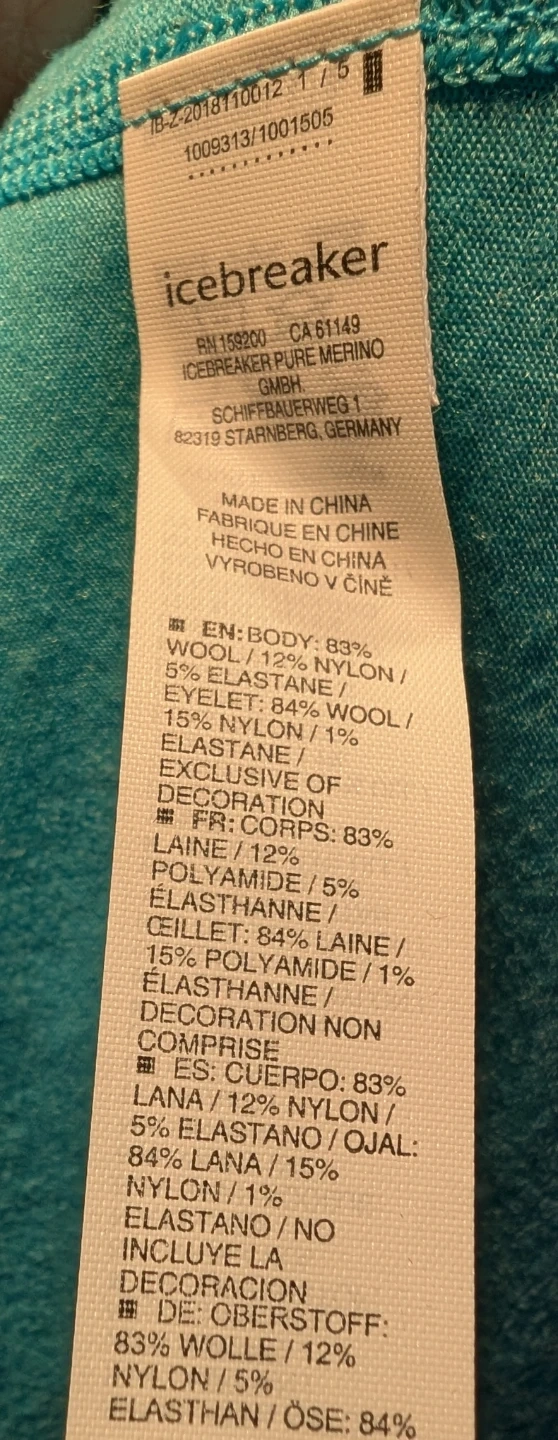 IB-Z-2018110012 1 / 5
1009313/1001505
icebreaker
RN 159200 CA 61149
ICEBREAKER PURE MERINO
GMBH.
SCHIFFBAUERWEG 1
82319 STARNBERG, GERMANY
MADE IN CHINA
FABRIQUE EN CHINE
HECHO EN CHINA
VYROBENO V ČÍNĚ
EN: BODY: 83%
WOOL / 12% NYLON /
5% ELASTANE /
EYELET: 84% WOOL /
15% NYLON / 1%
ELASTANE /
EXCLUSIVE OF
DECORATION
FR: CORPS: 83%
LAINE / 12%
POLYAMIDE / 5%
ÉLASTHANNE /
ŒILLET: 84% LAINE /
15% POLYAMIDE / 1%
ÉLASTHANNE /
DECORATION NON
COMPRISE
ES: CUERPO: 83%
LANA / 12% NYLON /
5% ELASTANO / OJAL:
84% LANA / 15%
NYLON / 1%
ELASTANO / NO
INCLUYE LA
DECORACION
DE: OBERSTOFF:
83% WOLLE / 12%
NYLON / 5%
ELASTHAN / ÖSE: 84%